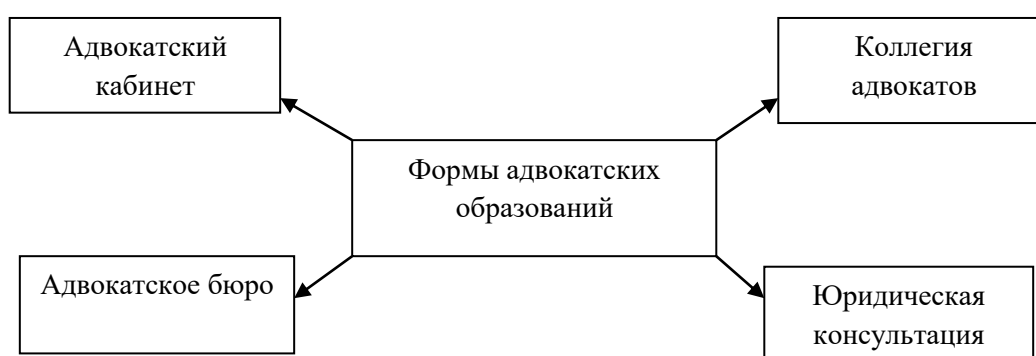 Адвокатский
кабинет
Коллегия
адвокатов
Формы адвокатских
образований
Адвокатское бюро
Юридическая
консультация